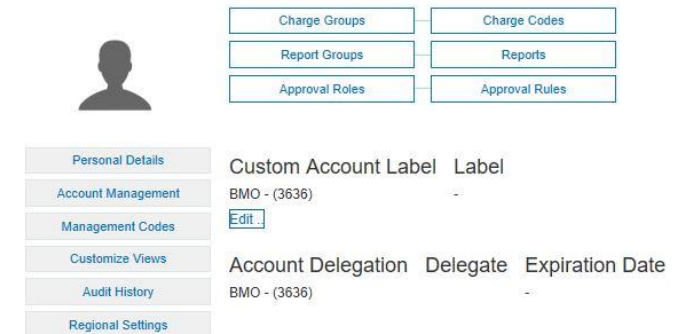 Charge Groups Charge Codes
Report Groups Reports
Approval Roles Approval Rules
Personal Details
Account Management
Management Codes
Customize Views
Audit History
Regional Settings
Custom Account Label Label
BMO - (3636) -
Edit ..
Account Delegation Delegate Expiration Date
BMO - (3636) -